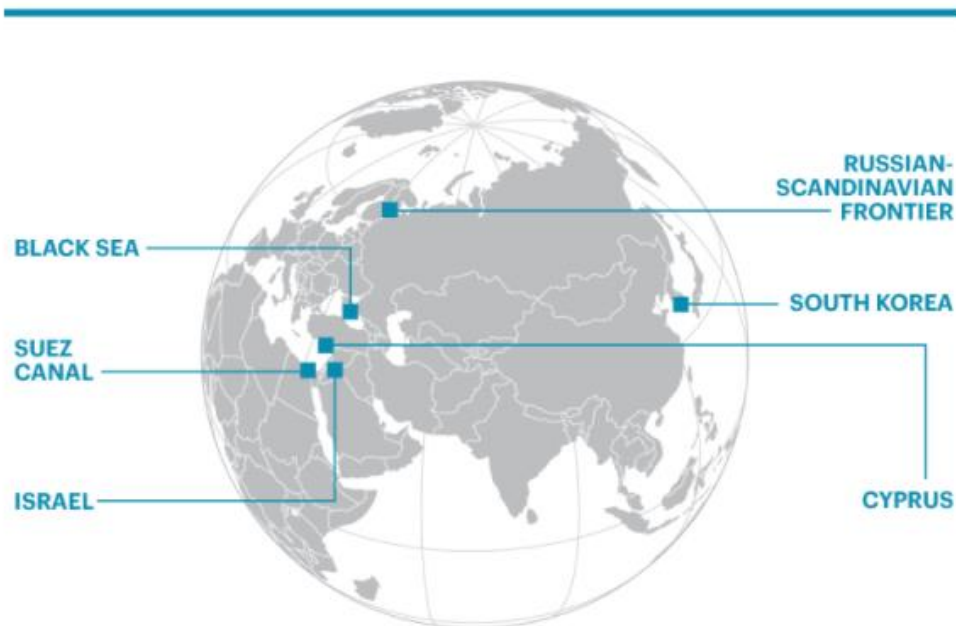 RUSSIAN-
SCANDINAVIAN
FRONTIER
BLACK SEA
SOUTH KOREA
SUEZ
CANAL
ISRAEL
CYPRUS